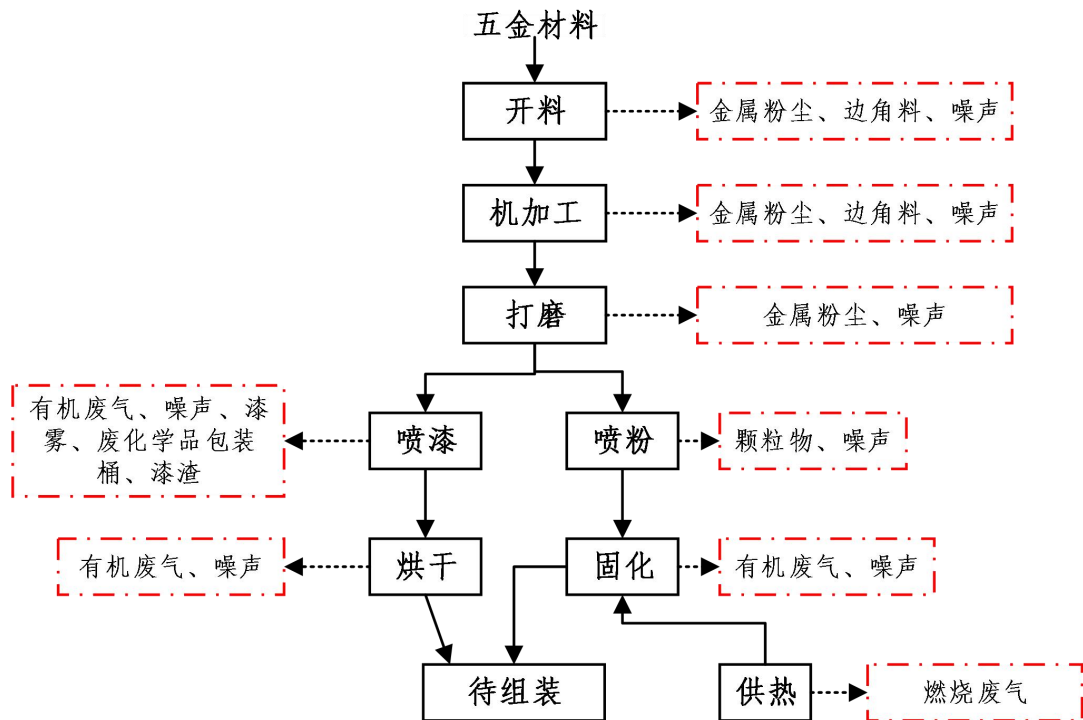 五金材料
开料
金属粉尘、边角料、噪声
机加工
金属粉尘、边角料、噪声
打磨
金属粉尘、噪声
有机废气、噪声、漆
雾、废化学品包装
桶、漆渣
喷漆
喷粉
颗粒物、噪声
有机废气、噪声
烘干
固化
有机废气、噪声
待组装
供热
燃烧废气